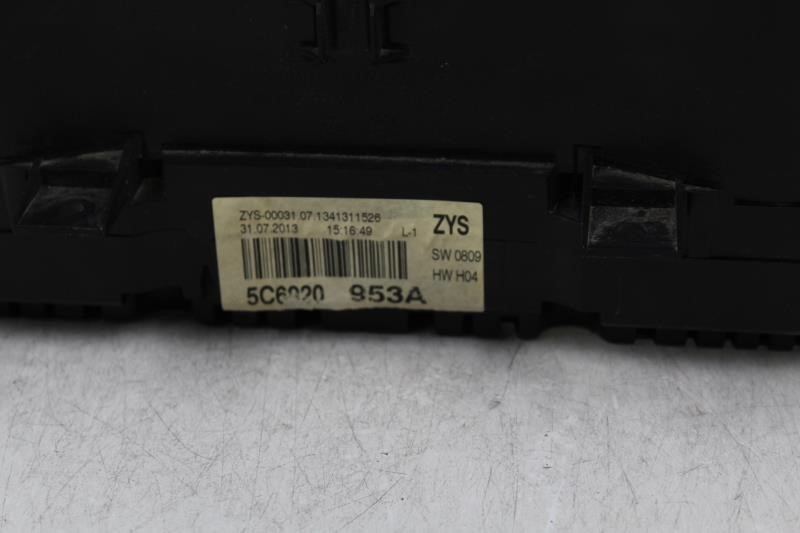 ZYS-00031.07.1341311526
31.07.2013 15:16:49 L-1 ZYS
SW 0809
HW H04
5C6920 953A